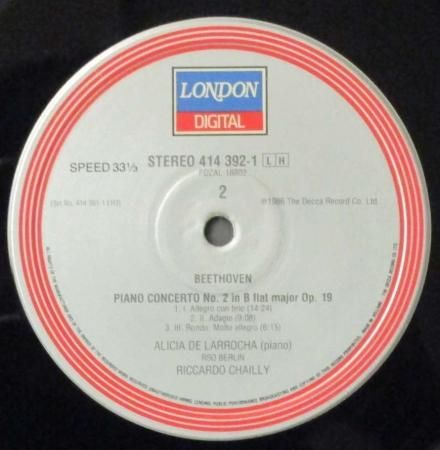 LONDON
DIGITAL
SPEED 33⅓
STEREO 414 392-1 L H
2
℗1986 The Decca Record Co. Ltd.
BEETHOVEN
PIANO CONCERTO No. 2 in B flat major Op. 19
1. I. Allegro con brio (14:24)
2. II. Adagio (9:08)
3. III. Rondo: Molto allegro (6:15)
ALICIA DE LARROCHA (piano)
RSO BERLIN
RICCARDO CHAILLY